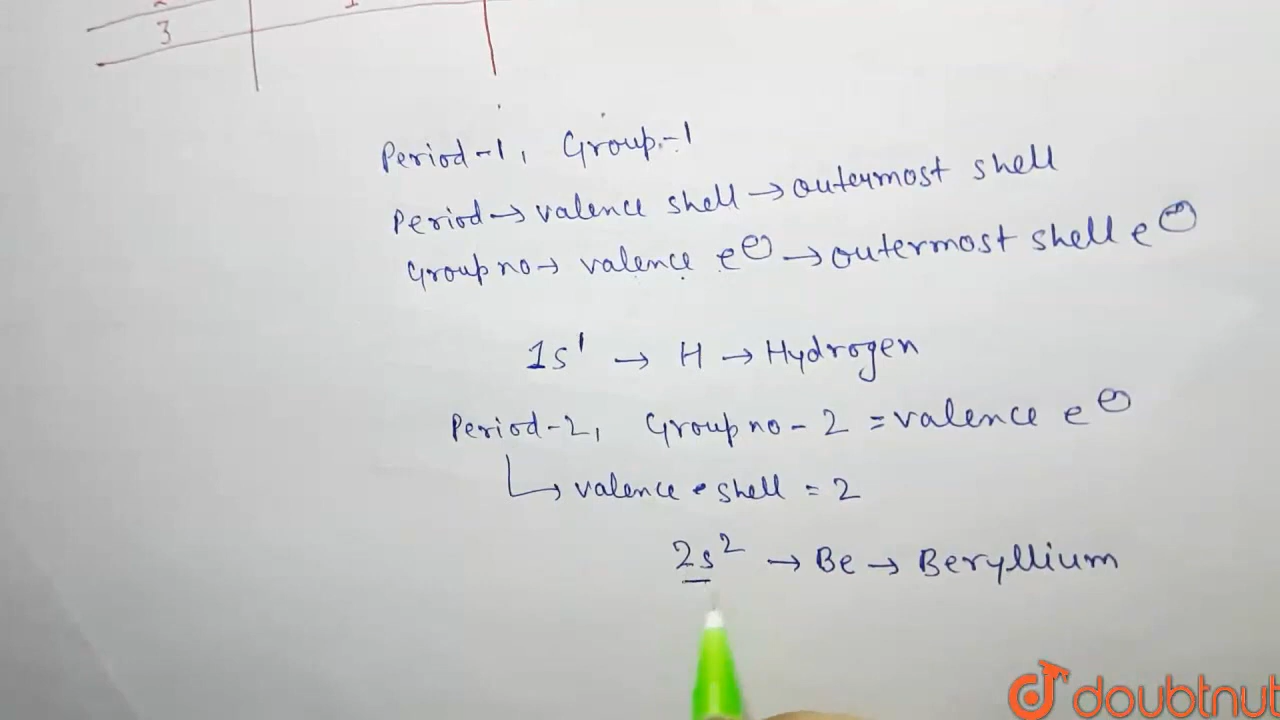 3
Period-1, Group-1
Period→ valence shell → outermost shell
Group no→ valence e⊖ → outermost shell e⊖
1s¹ → H → Hydrogen
Period-2, Group no - 2 = valence e⊖
↳ valence shell = 2
2s² → Be → Beryllium
doubtnut